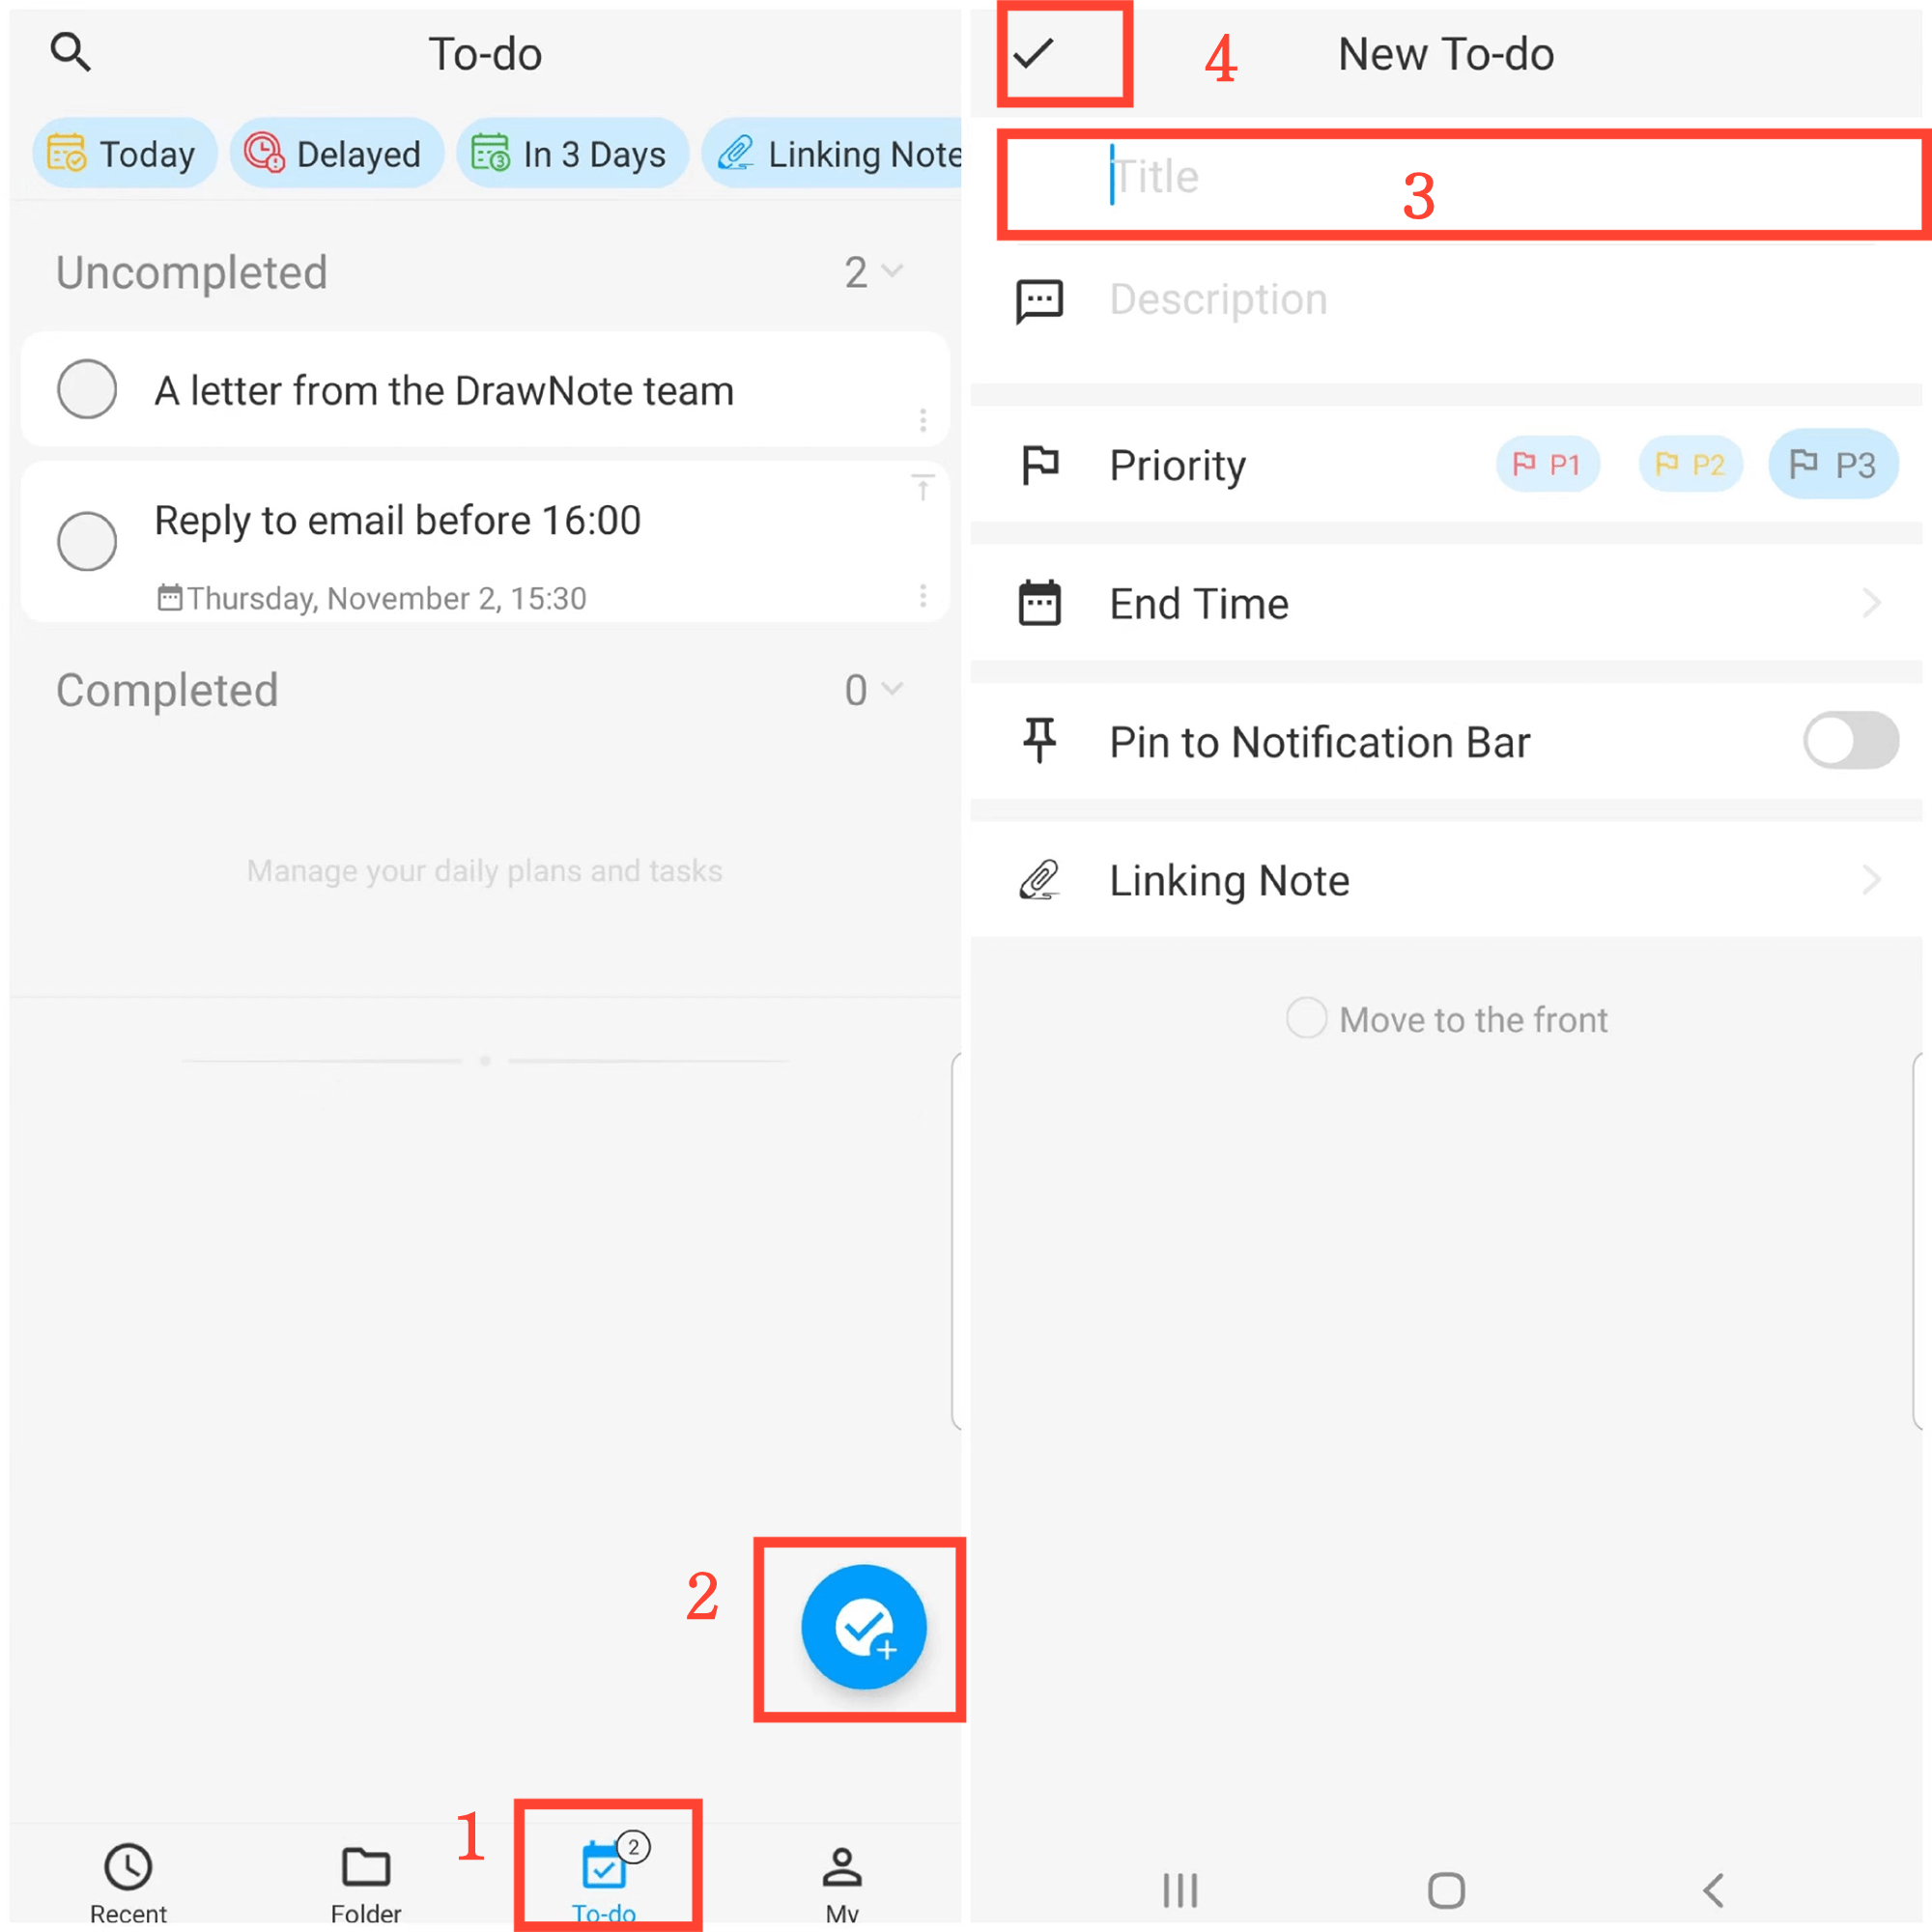 To-do
Today
Delayed
In 3 Days
Linking Note
Uncompleted
2
A letter from the DrawNote team
Reply to email before 16:00
Thursday, November 2, 15:30
Completed
0
Manage your daily plans and tasks
2
1
Recent
Folder
2
To-do
My
4
New To-do
Title
3
Description
Priority
P1
P2
P3
End Time
Pin to Notification Bar
Linking Note
Move to the front